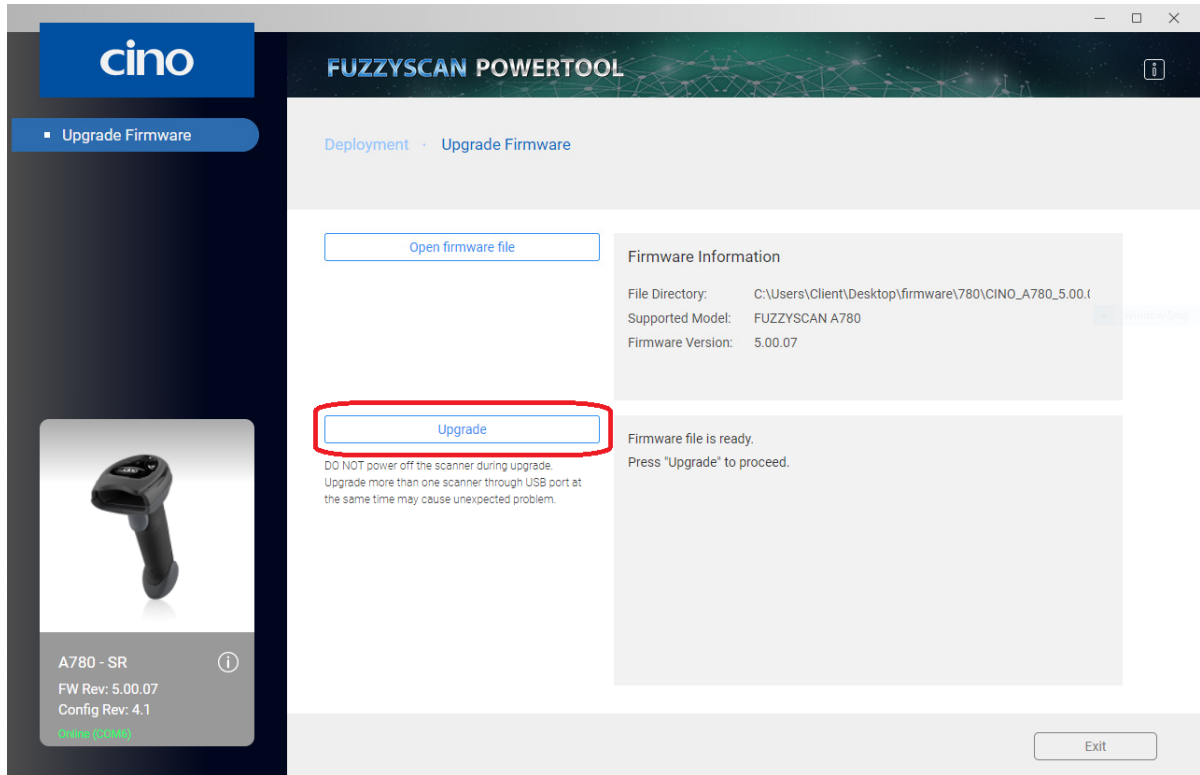 cino
FUZZYSCAN POWERTOOL
Upgrade Firmware
Deployment · Upgrade Firmware
Open firmware file
Firmware Information
File Directory: C:\Users\Client\Desktop\firmware\780\CINO_A780_5.00.(
Supported Model: FUZZYSCAN A780
Firmware Version: 5.00.07
Window Snip
Upgrade
DO NOT power off the scanner during upgrade.
Upgrade more than one scanner through USB port at
the same time may cause unexpected problem.
Firmware file is ready.
Press "Upgrade" to proceed.
A780 - SR
FW Rev: 5.00.07
Config Rev: 4.1
Online (COM6)
Exit